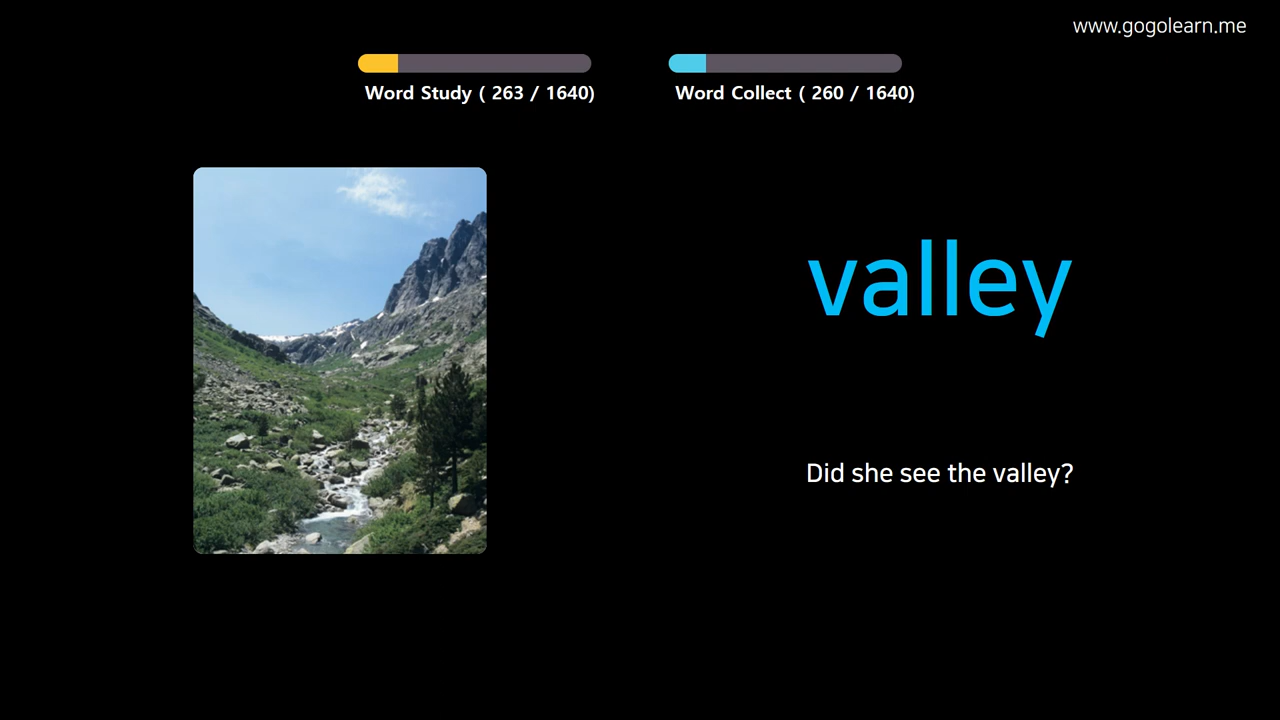 www.gogolearn.me
Word Study ( 263 / 1640)
Word Collect ( 260 / 1640)
valley
Did she see the valley?